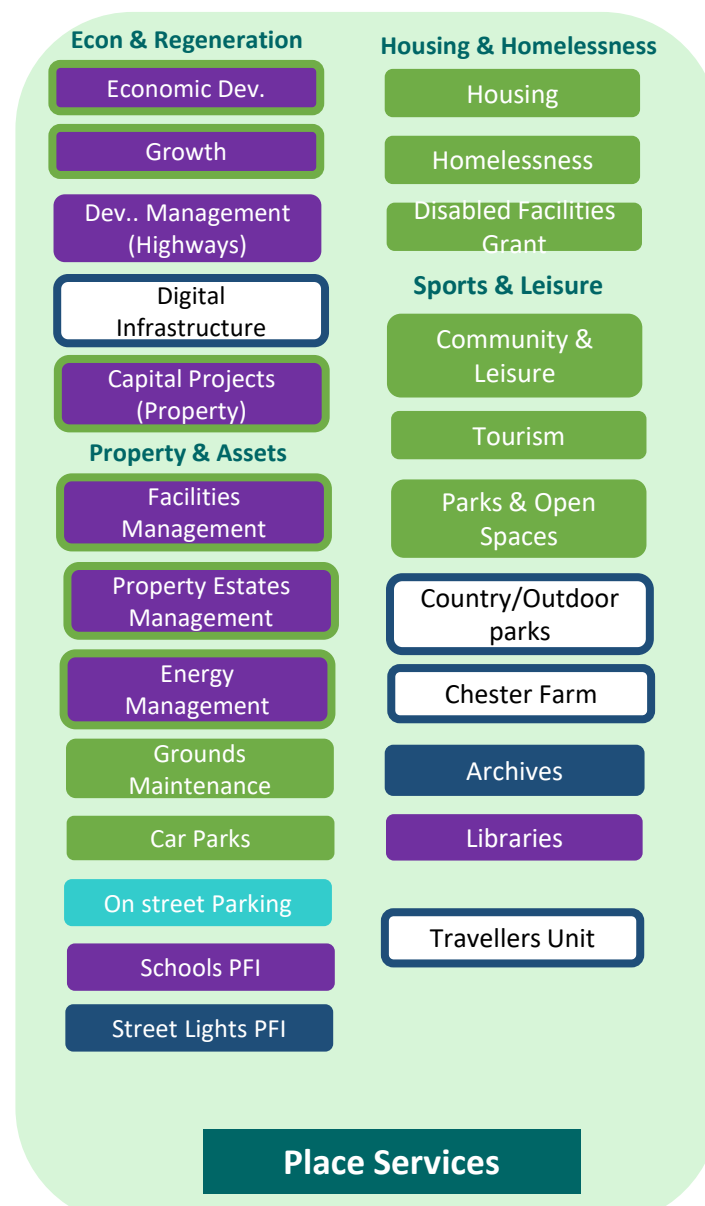 Econ & Regeneration
Economic Dev.
Growth
Dev.. Management
(Highways)
Digital
Infrastructure
Capital Projects
(Property)
Property & Assets
Facilities
Management
Property Estates
Management
Energy
Management
Grounds
Maintenance
Car Parks
On street Parking
Schools PFI
Street Lights PFI
Housing & Homelessness
Housing
Homelessness
Disabled Facilities
Grant
Sports & Leisure
Community &
Leisure
Tourism
Parks & Open
Spaces
Country/Outdoor
parks
Chester Farm
Archives
Libraries
Travellers Unit
Place Services